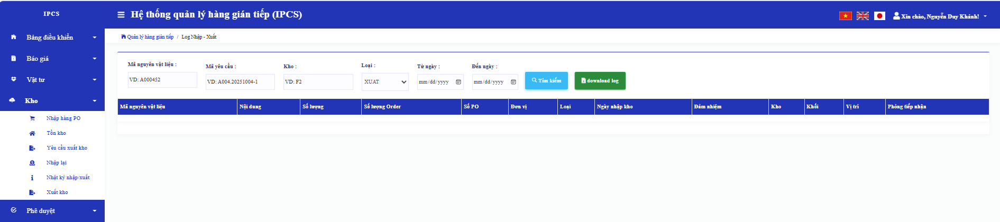 IPCS
Hệ thống quản lý hàng gián tiếp (IPCS)
Xin chào, Nguyễn Duy Khánh!
Bảng điều khiển
Báo giá
Vật tư
Kho
Nhập hàng PO
Tồn kho
Yêu cầu xuất kho
Nhập lại
Nhật ký nhập/xuất
Xuất kho
Phê duyệt
Quản lý hàng gián tiếp / Log Nhập - Xuất
Mã nguyên vật liệu : Mã yêu cầu : Kho : Loại : Từ ngày : Đến ngày :
VD: A000452 VD: A004.20251004-1 VD: F2 XUAT mm/dd/yyyy mm/dd/yyyy Tìm kiếm download log
Mã nguyên vật liệu Nội dung Số lượng Số lượng Order Số PO Đơn vị Loại Ngày nhập kho Đảm nhiệm Kho Khối Vị trí Phòng tiếp nhận